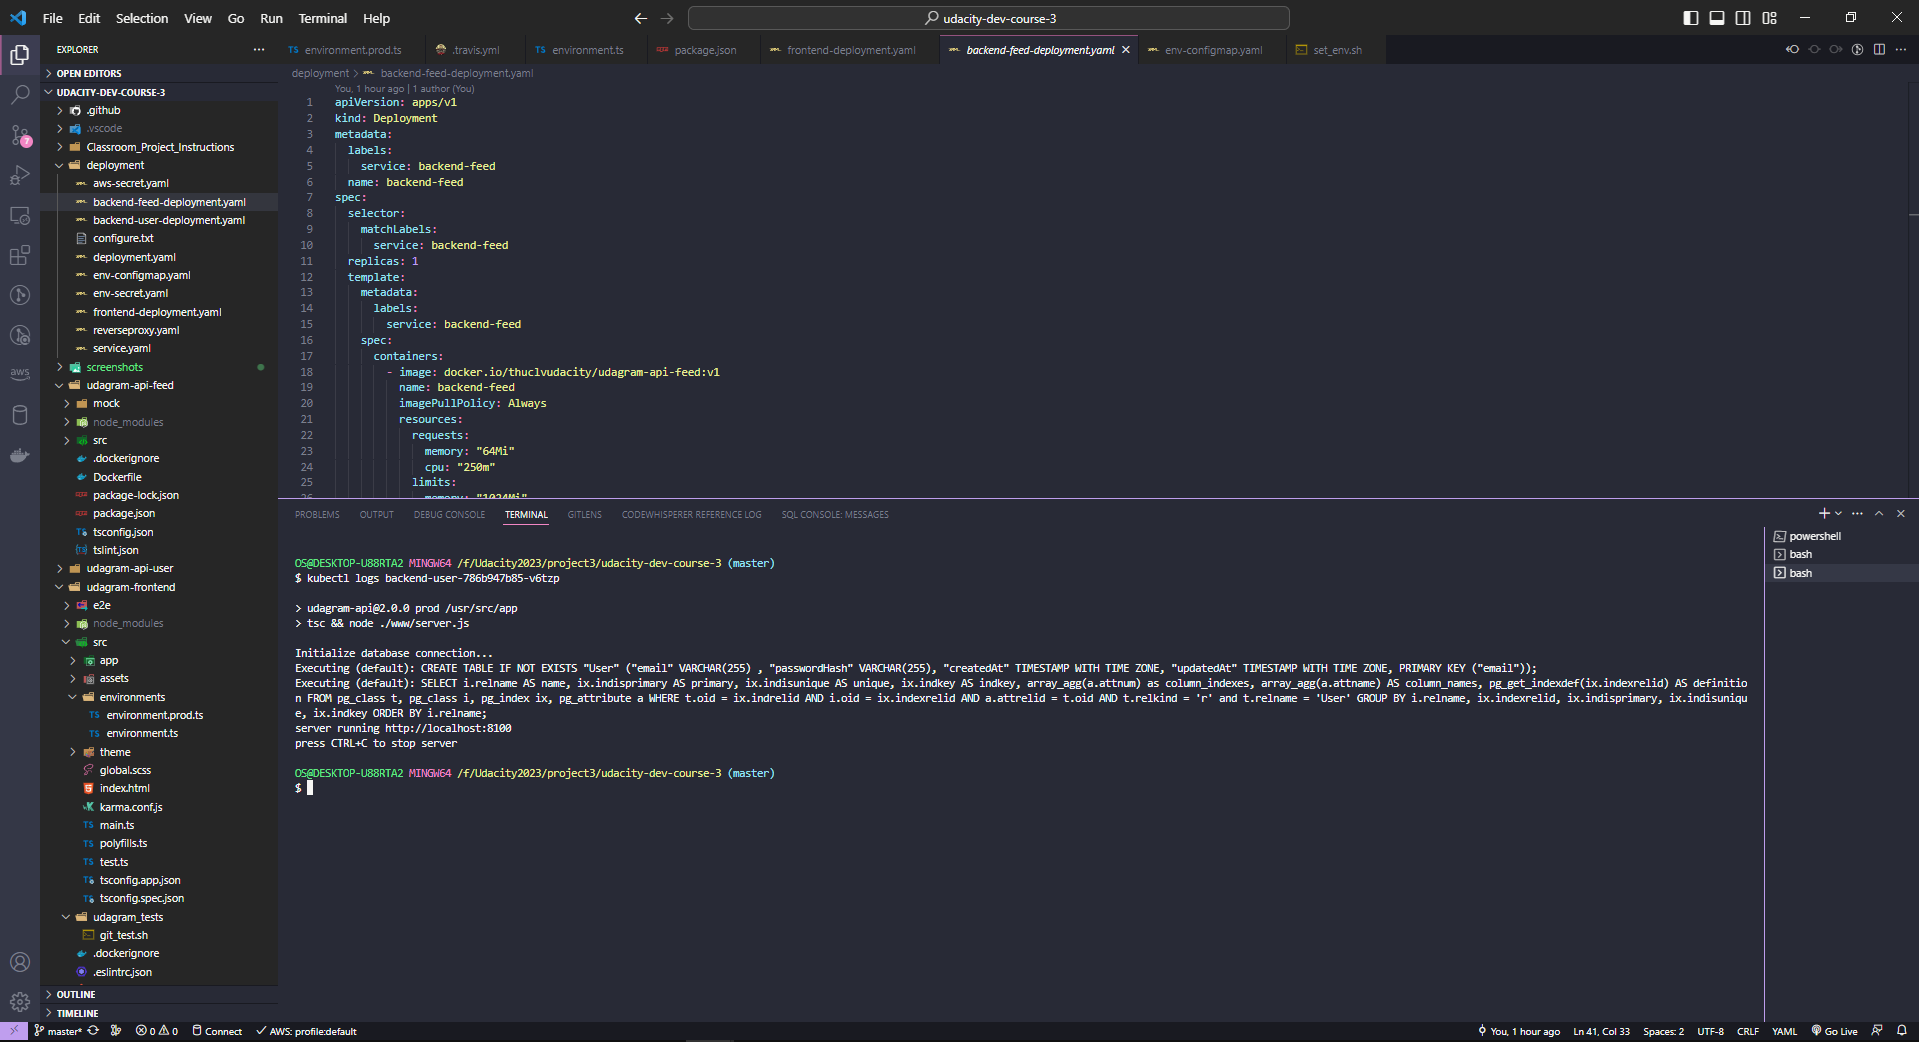 File Edit Selection View Go Run Terminal Help
udacity-dev-course-3
EXPLORER
OPEN EDITORS
UDACITY-DEV-COURSE-3
.github
.vscode
Classroom_Project_Instructions
deployment
aws-secret.yaml
backend-feed-deployment.yaml
backend-user-deployment.yaml
configure.txt
deployment.yaml
env-configmap.yaml
env-secret.yaml
frontend-deployment.yaml
reverseproxy.yaml
service.yaml
screenshots
udagram-api-feed
mock
node_modules
src
.dockerignore
Dockerfile
package-lock.json
package.json
tsconfig.json
tslint.json
udagram-api-user
udagram-frontend
e2e
node_modules
src
app
assets
environments
TS environment.prod.ts
TS environment.ts
theme
global.scss
index.html
karma.conf.js
TS main.ts
TS polyfills.ts
TS test.ts
TS tsconfig.app.json
TS tsconfig.spec.json
udagram_tests
git_test.sh
.dockerignore
.eslintrc.json
OUTLINE
TIMELINE
TS environment.prod.ts .travis.yml TS environment.ts package.json frontend-deployment.yaml backend-feed-deployment.yaml env-configmap.yaml set_env.sh
deployment > backend-feed-deployment.yaml
You, 1 hour ago | 1 author (You)
1 apiVersion: apps/v1
2 kind: Deployment
3 metadata:
4 labels:
5 service: backend-feed
6 name: backend-feed
7 spec:
8 selector:
9 matchLabels:
10 service: backend-feed
11 replicas: 1
12 template:
13 metadata:
14 labels:
15 service: backend-feed
16 spec:
17 containers:
18 - image: docker.io/thuclvudacity/udagram-api-feed:v1
19 name: backend-feed
20 imagePullPolicy: Always
21 resources:
22 requests:
23 memory: "64Mi"
24 cpu: "250m"
25 limits:
26 memory: "1024Mi"
PROBLEMS OUTPUT DEBUG CONSOLE TERMINAL GITLENS CODEWHISPERER REFERENCE LOG SQL CONSOLE: MESSAGES
powershell
bash
bash
OS@DESKTOP-U88RTA2 MINGW64 /f/Udacity2023/project3/udacity-dev-course-3 (master)
$ kubectl logs backend-user-786b947b85-v6tzp
> udagram-api@2.0.0 prod /usr/src/app
> tsc && node ./www/server.js
Initialize database connection...
Executing (default): CREATE TABLE IF NOT EXISTS "User" ("email" VARCHAR(255) , "passwordHash" VARCHAR(255), "createdAt" TIMESTAMP WITH TIME ZONE, "updatedAt" TIMESTAMP WITH TIME ZONE, PRIMARY KEY ("email"));
Executing (default): SELECT i.relname AS name, ix.indisprimary AS primary, ix.indisunique AS unique, ix.indkey AS indkey, array_agg(a.attnum) as column_indexes, array_agg(a.attname) AS column_names, pg_get_indexdef(ix.indexrelid) AS definitio
n FROM pg_class t, pg_class i, pg_index ix, pg_attribute a WHERE t.oid = ix.indrelid AND i.oid = ix.indexrelid AND a.attrelid = t.oid AND t.relkind = 'r' and t.relname = 'User' GROUP BY i.relname, ix.indexrelid, ix.indisprimary, ix.indisuniqu
e, ix.indkey ORDER BY i.relname;
server running http://localhost:8100
press CTRL+C to stop server
OS@DESKTOP-U88RTA2 MINGW64 /f/Udacity2023/project3/udacity-dev-course-3 (master)
$
aws
7
master* 0 0 Connect AWS: profile:default
You, 1 hour ago Ln 41, Col 33 Spaces: 2 UTF-8 CRLF YAML Go Live